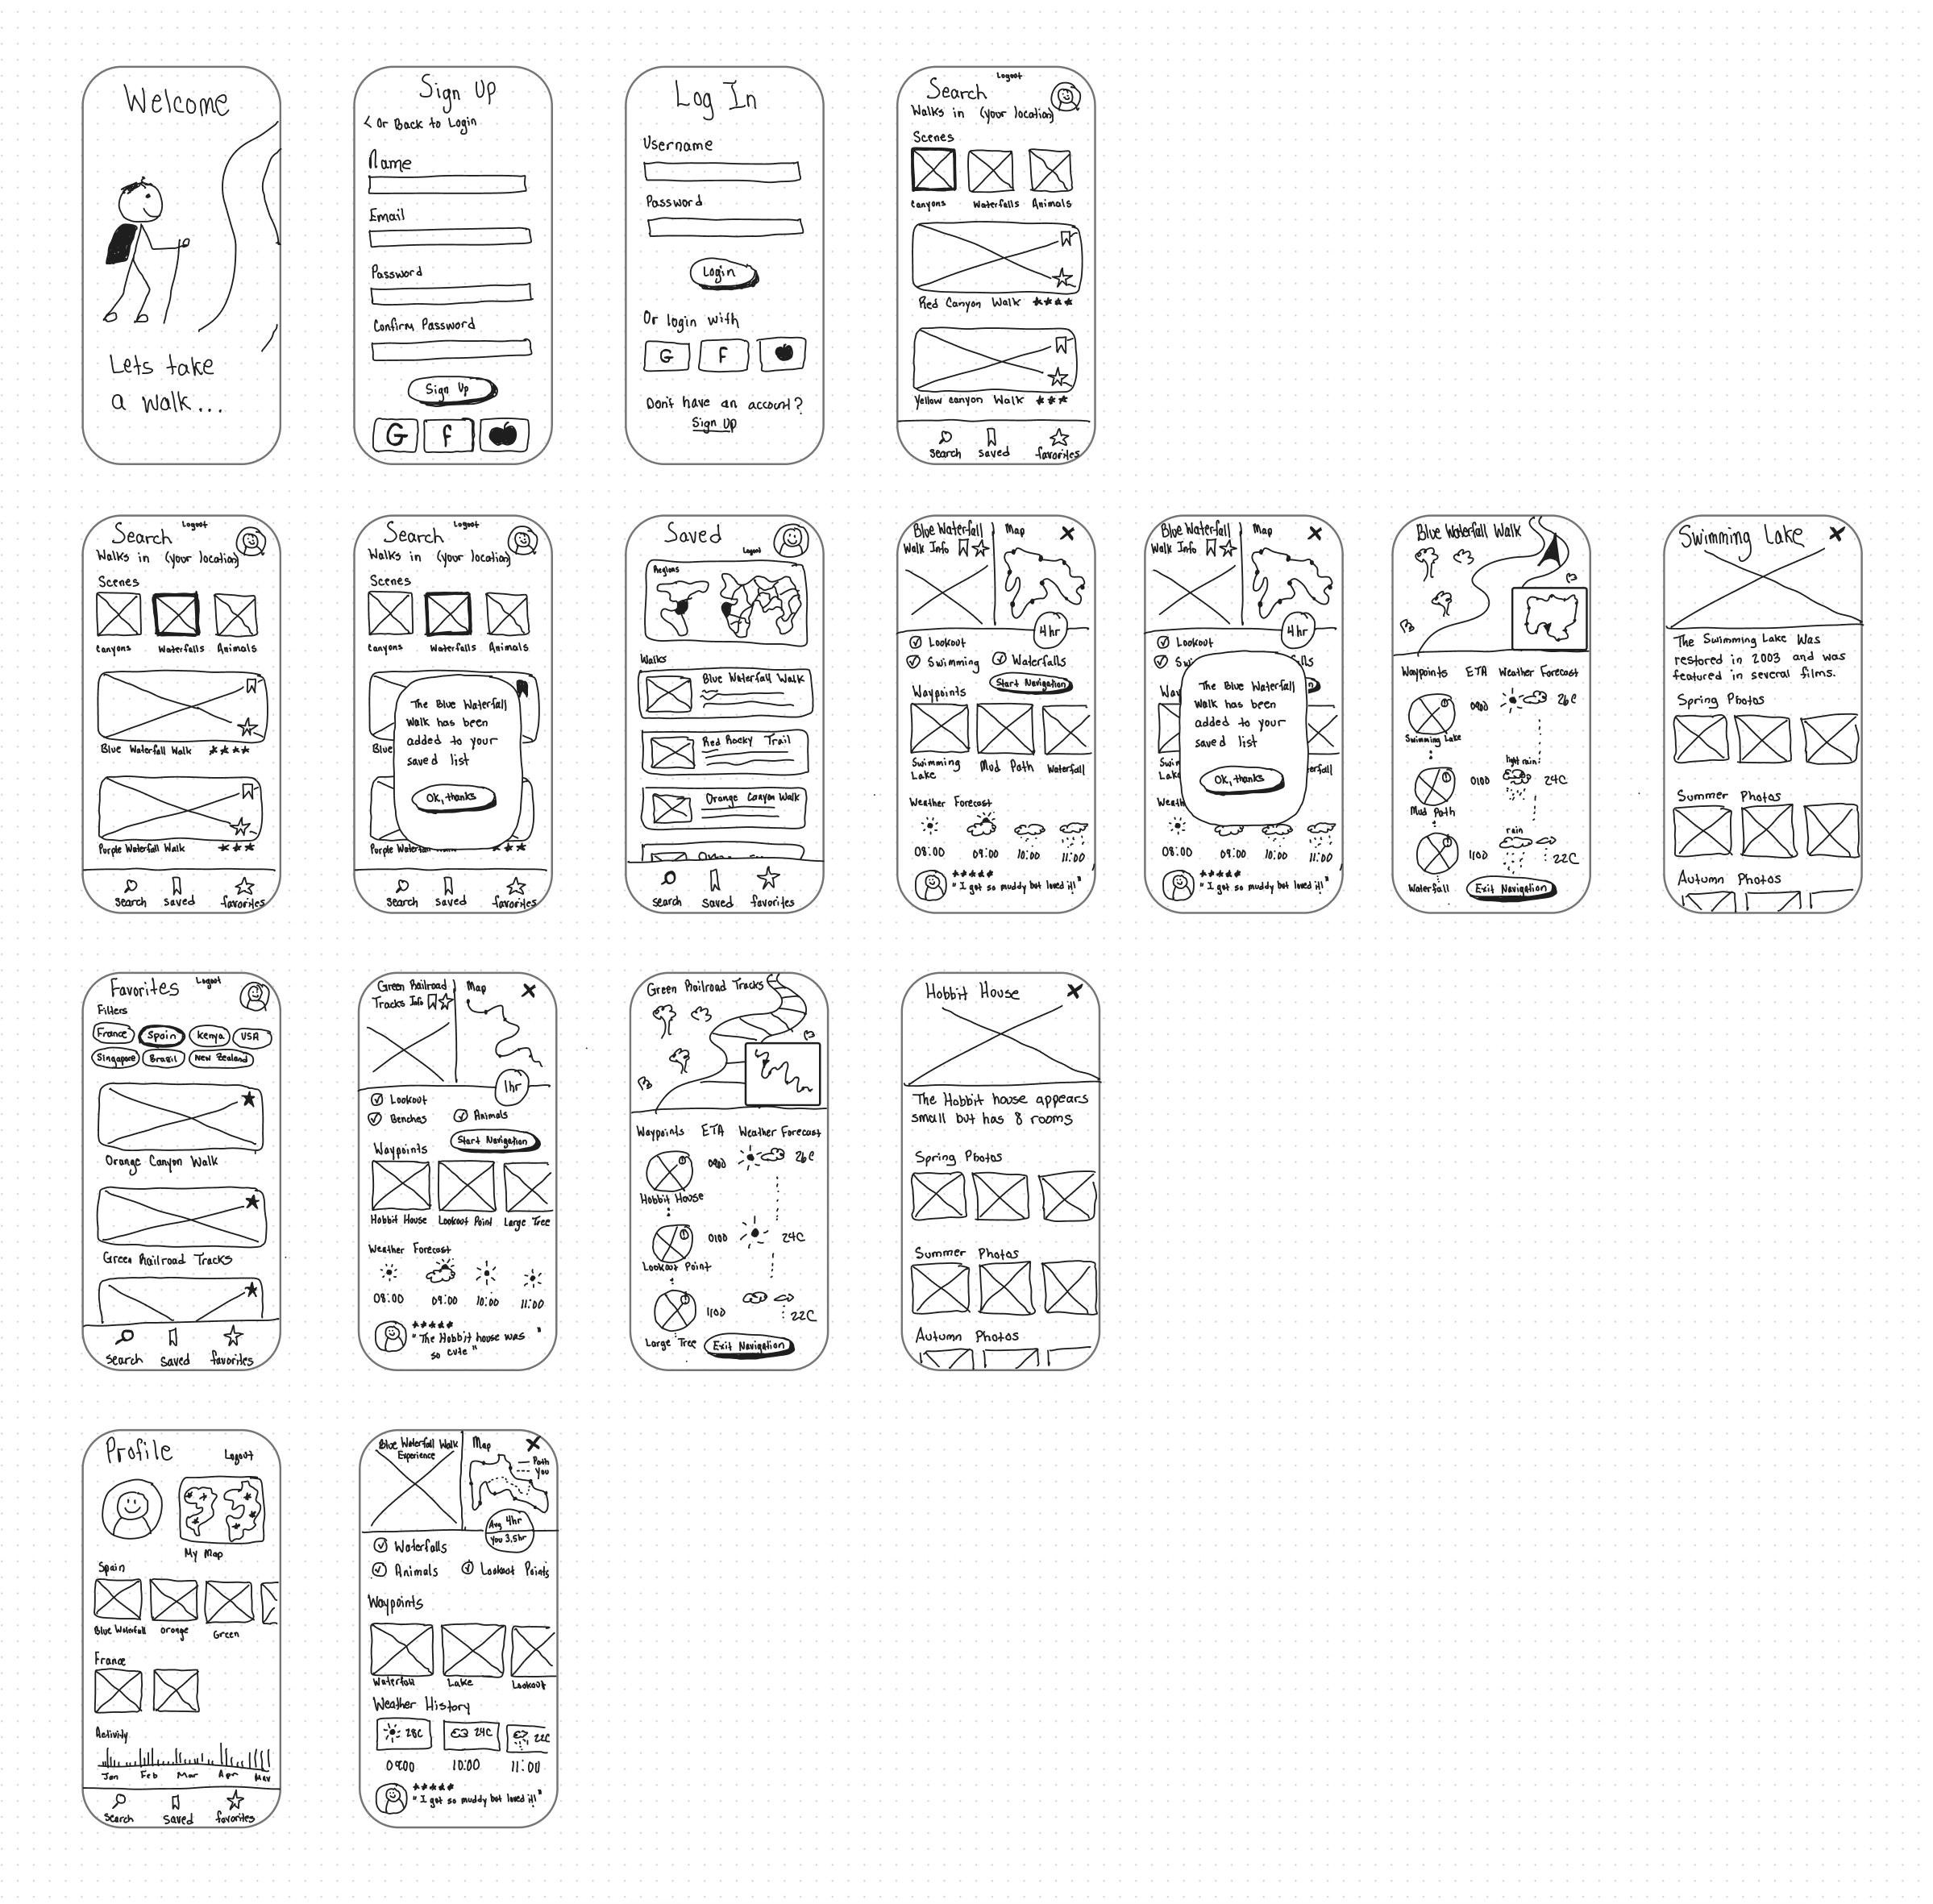 Welcome
Lets take
a walk...
Sign Up
< Or Back to Login
Name
Email
Password
Confirm Password
Sign Up
G f
Log In
Username
Password
Login
Or login with
G F
Don't have an account?
Sign Up
Logout
Search
Walks in (your location)
Scenes
Canyons Waterfalls Animals
Red Canyon Walk ****
Yellow canyon Walk ***
search saved favorites
Search Logout
Walks in (your location)
Scenes
Canyons Waterfalls Animals
Blue Waterfall Walk ****
Purple Waterfall Walk ***
search saved favorites
Search Logout
Walks in (your location)
Scenes
Canyons Waterfalls Animals
The Blue Waterfall
Walk has been
added to your
saved list
Ok, thanks
Blue
Purple Waterfall ***
search saved favorites
Saved
Logout
Regions
Walks
Blue Waterfall Walk
Red Rocky Trail
Orange Canyon Walk
search saved favorites
Blue Waterfall Map X
Walk Info
4hr
Lookout
Swimming Waterfalls
Start Navigation
Waypoints
Swimming Lake Mud Path Waterfall
Weather Forecast
08:00 09:00 10:00 11:00
*****
"I got so muddy but loved it!"
Blue Waterfall Map X
Walk Info
4hr
Lookout
Swi lls
The Blue Waterfall
Walk has been
added to your
saved list
Ok, thanks
Way
Swim
Lake erfall
Weath
08:00 09:00 10:00 11:00
*****
"I got so muddy but loved it!"
Blue Waterfall Walk
Waypoints ETA Weather Forecast
0900 26C
Swimming Lake
light rain
0100 24C
Mud Path
rain
1100 22C
Waterfall Exit Navigation
Swimming Lake X
The Swimming Lake was
restored in 2003 and was
featured in several films.
Spring Photos
Summer Photos
Autumn Photos
Favorites Logout
Filters
France Spain Kenya USA
Singapore Brasil New Zealand
Orange Canyon Walk
Green Railroad Tracks
search saved favorites
Green Railroad Map X
Tracks Info
1hr
Lookout
Benches Animals
Start Navigation
Waypoints
Hobbit House Lookout Point Large Tree
Weather Forecast
08:00 09:00 10:00 11:00
*****
"The Hobbit house was "
so cute"
Green Railroad Tracks
Waypoints ETA Weather Forecast
0900 26C
Hobbit House
0100 24C
Lookout Point
1100 22C
Large Tree Exit Navigation
Hobbit House X
The Hobbit house appears
small but has 8 rooms
Spring Photos
Summer Photos
Autumn Photos
Profile Logout
My Map
Spain
Blue Waterfall Orange Green
France
Activity
Jan Feb Mar Apr May
search saved favorites
Blue Waterfall Walk Map X
Experience
Path
You
Avg 4hr
You 3.5hr
Waterfalls
Animals Lookout Points
Waypoints
Waterfall Lake Lookout
Weather History
28C 24C 22C
09:00 10:00 11:00
*****
"I got so muddy but loved it!"